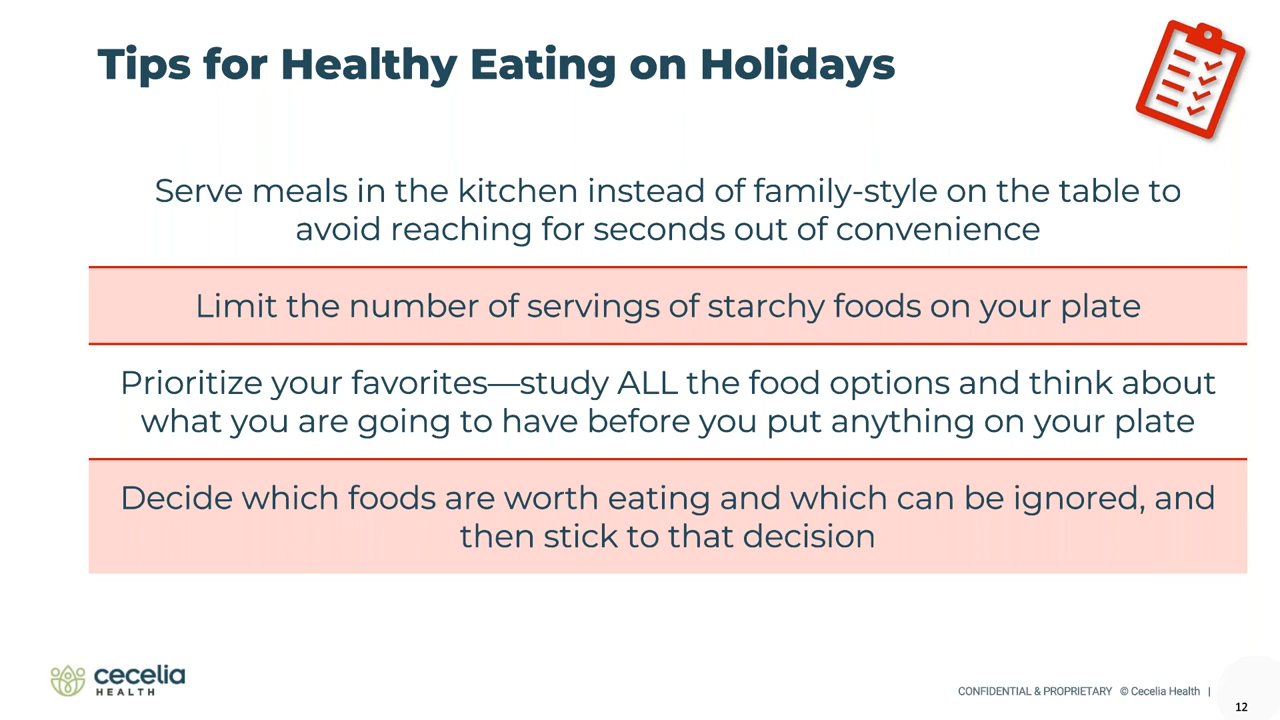 Tips for Healthy Eating on Holidays
Serve meals in the kitchen instead of family-style on the table to
avoid reaching for seconds out of convenience
Limit the number of servings of starchy foods on your plate
Prioritize your favorites—study ALL the food options and think about
what you are going to have before you put anything on your plate
Decide which foods are worth eating and which can be ignored, and
then stick to that decision
cecelia
HEALTH
CONFIDENTIAL & PROPRIETARY © Cecelia Health |
12